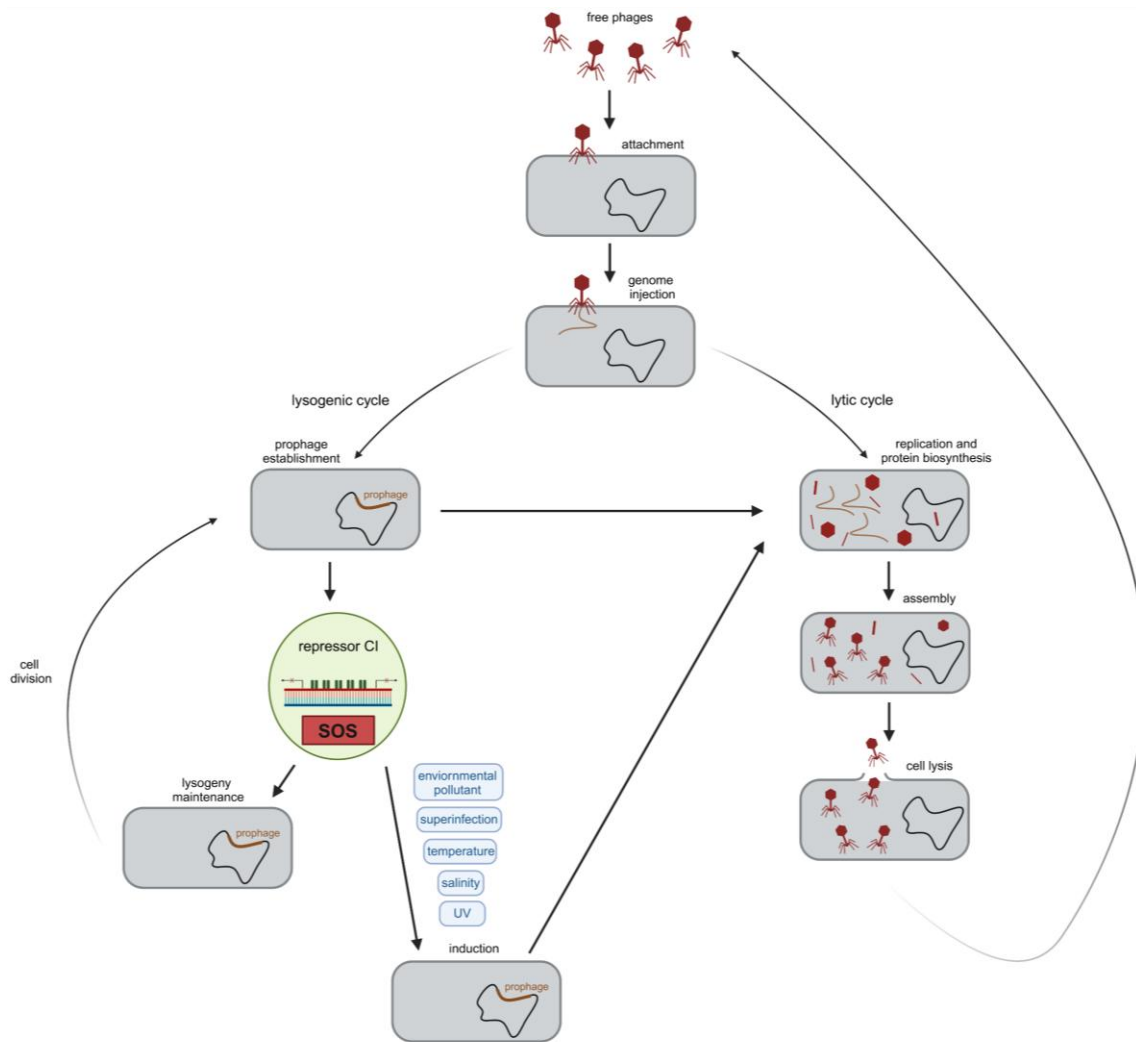 free phages
attachment
genome
injection
lysogenic cycle
lytic cycle
prophage
establishment
replication and
protein biosynthesis
prophage
assembly
repressor CI
cell
division
SOS
cell lysis
lysogeny
maintenance
enviornmental
pollutant
superinfection
prophage
temperature
salinity
UV
induction
prophage